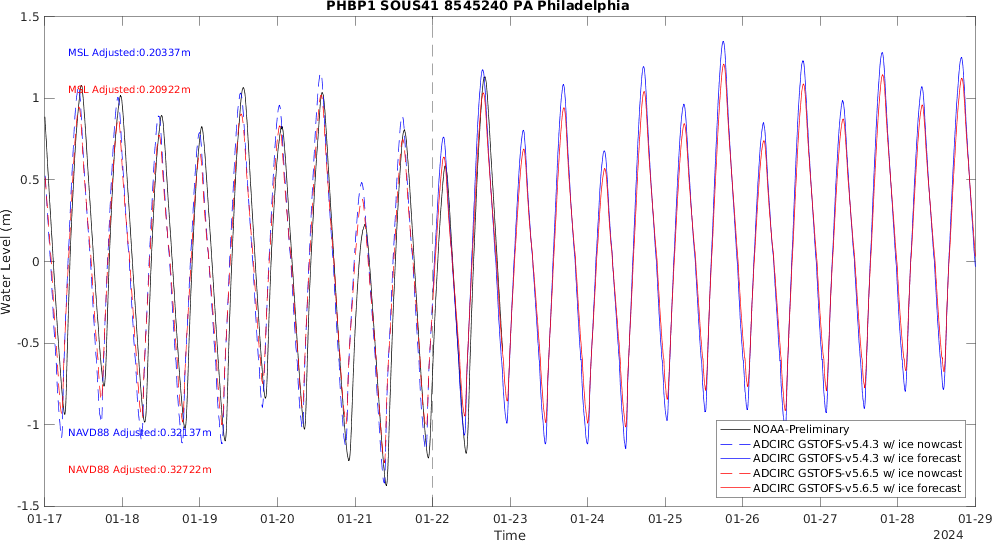 PHBP1 SOUS41 8545240 PA Philadelphia
1.5
MSL Adjusted:0.20337m
1
MSL Adjusted:0.20922m
0.5
Water Level (m)
0
-0.5
-1
NAVD88 Adjusted:0.32137m
NAVD88 Adjusted:0.32722m
-1.5
NOAA-Preliminary
ADCIRC GSTOFS-v5.4.3 w/ ice nowcast
ADCIRC GSTOFS-v5.4.3 w/ ice forecast
ADCIRC GSTOFS-v5.6.5 w/ ice nowcast
ADCIRC GSTOFS-v5.6.5 w/ ice forecast
01-17 01-18 01-19 01-20 01-21 01-22 01-23 01-24 01-25 01-26 01-27 01-28 01-29
Time
2024